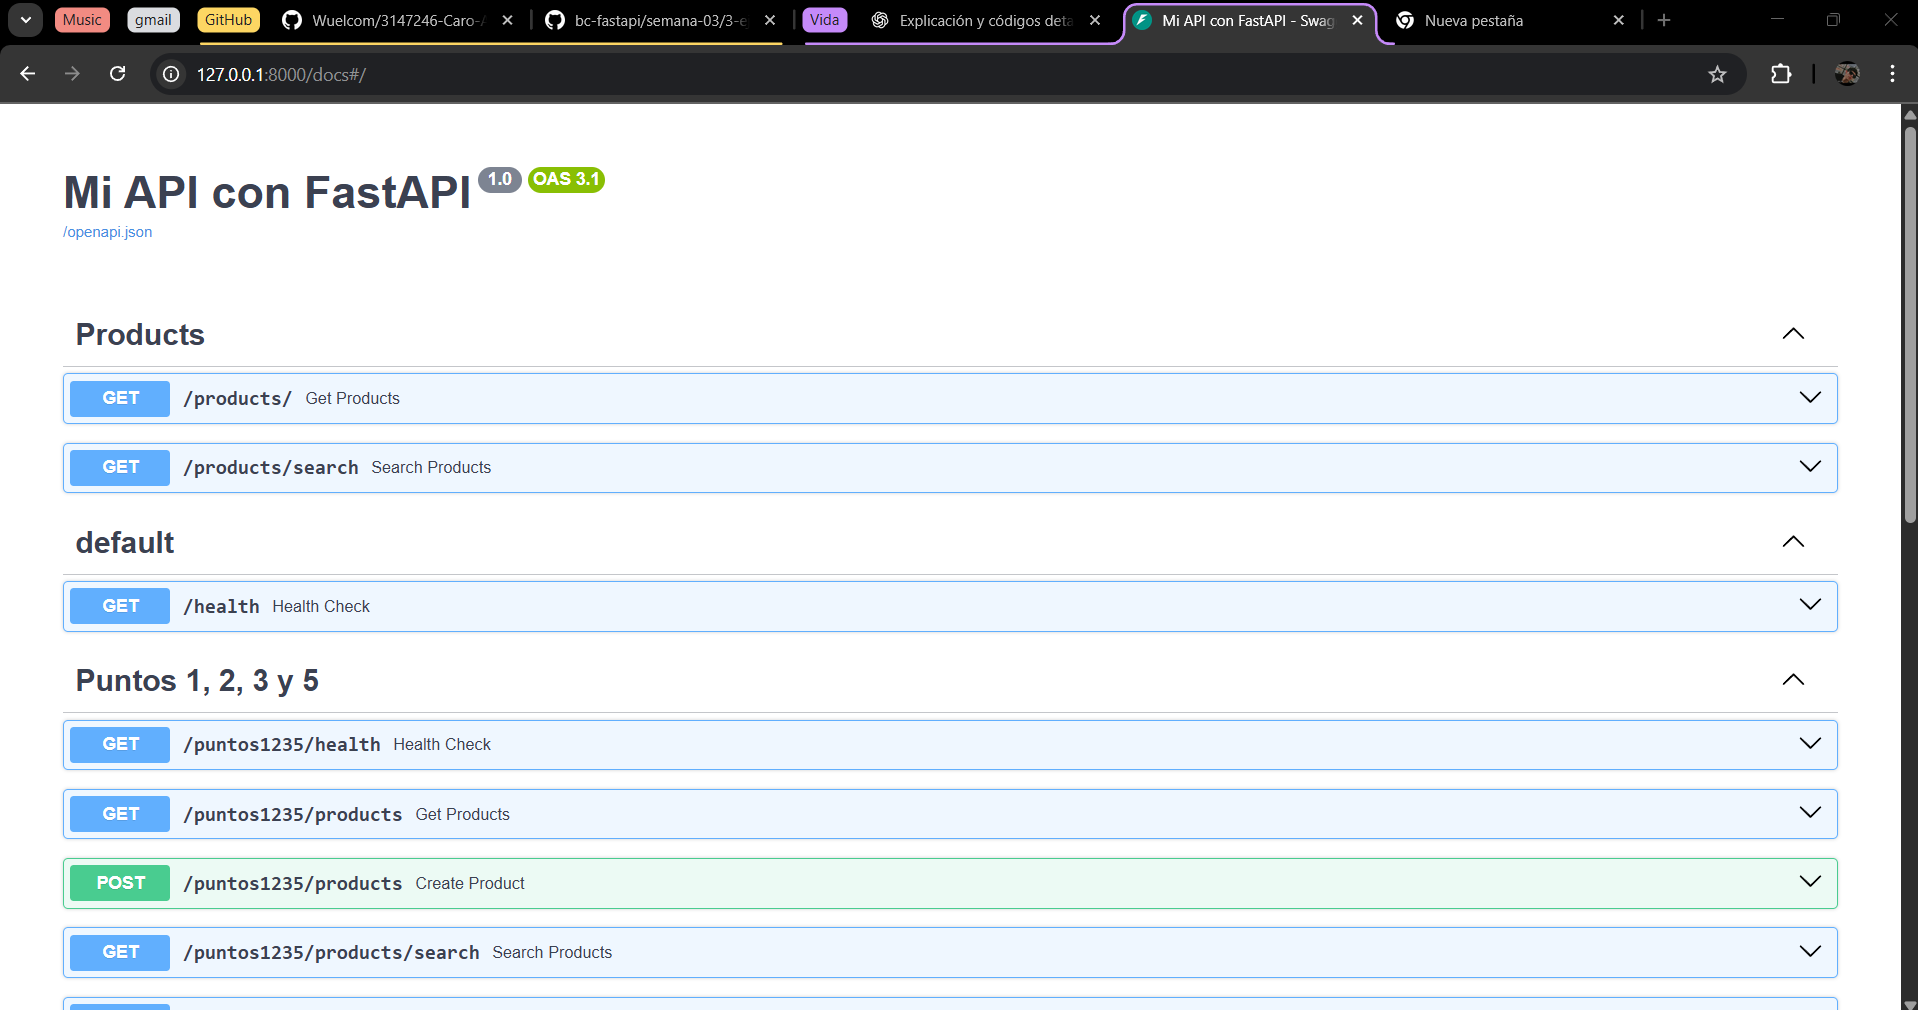 Music gmail GitHub Wuelcom/3147246-Caro-A bc-fastapi/semana-03/3-e Vida Explicación y códigos deta Mi API con FastAPI - Swag Nueva pestaña
127.0.0.1:8000/docs#/
Mi API con FastAPI 1.0 OAS 3.1
/openapi.json
Products
GET /products/ Get Products
GET /products/search Search Products
default
GET /health Health Check
Puntos 1, 2, 3 y 5
GET /puntos1235/health Health Check
GET /puntos1235/products Get Products
POST /puntos1235/products Create Product
GET /puntos1235/products/search Search Products